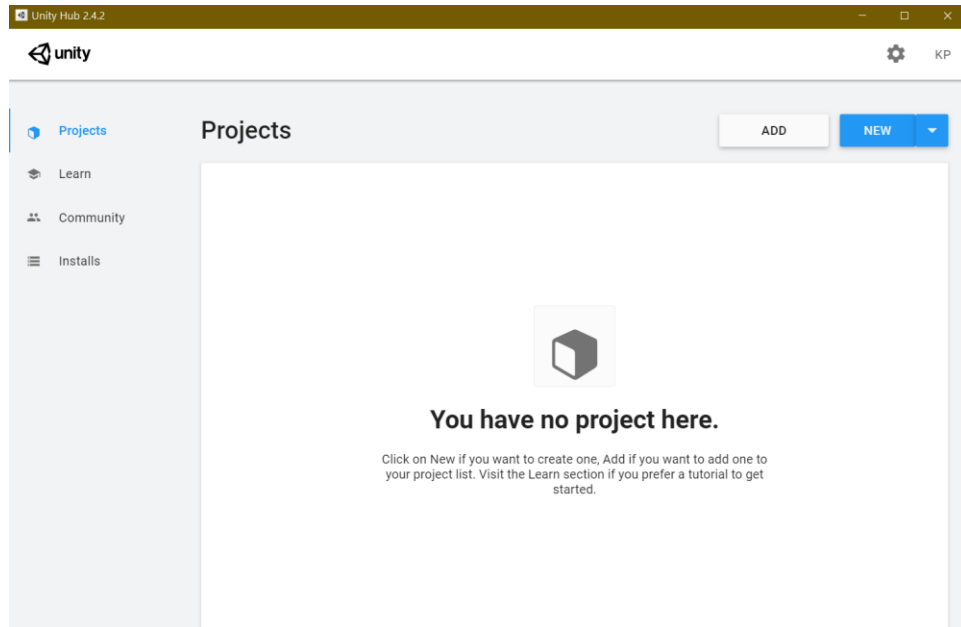 Unity Hub 2.4.2
unity
KP
Projects
Learn
Community
Installs
Projects
ADD
NEW
You have no project here.
Click on New if you want to create one, Add if you want to add one to
your project list. Visit the Learn section if you prefer a tutorial to get
started.